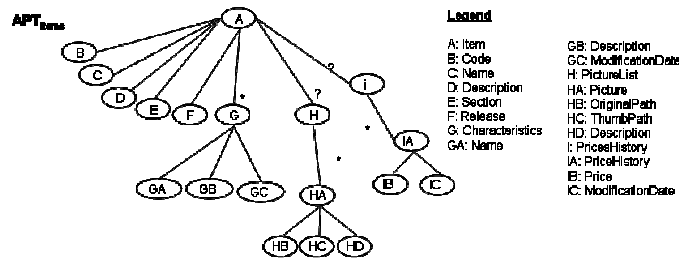 APTitems
A
B
C
D
E
F
*
G
?
H
?
i
*
IA
*
GA
GB
GC
HA
IB
IC
HB
HC
HD
Legend
A: Item
B: Code
C: Name
D: Description
E: Section
F: Release
G: Characteristics
GA: Name
GB: Description
GC: ModificationDate
H: PictureList
HA: Picture
HB: OriginalPath
HC: ThumbPath
HD: Description
I: PricesHistory
IA: PriceHistory
IB: Price
IC: ModificationDate